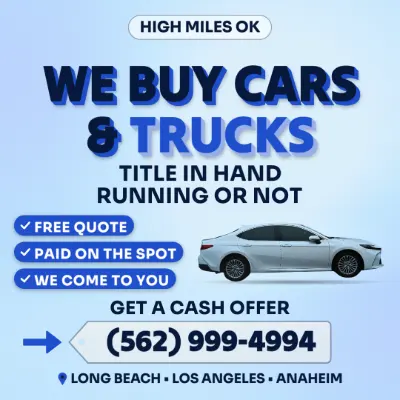 HIGH MILES OK
WE BUY CARS
& TRUCKS
TITLE IN HAND
RUNNING OR NOT
FREE QUOTE
PAID ON THE SPOT
WE COME TO YOU
GET A CASH OFFER
(562) 999-4994
LONG BEACH • LOS ANGELES • ANAHEIM